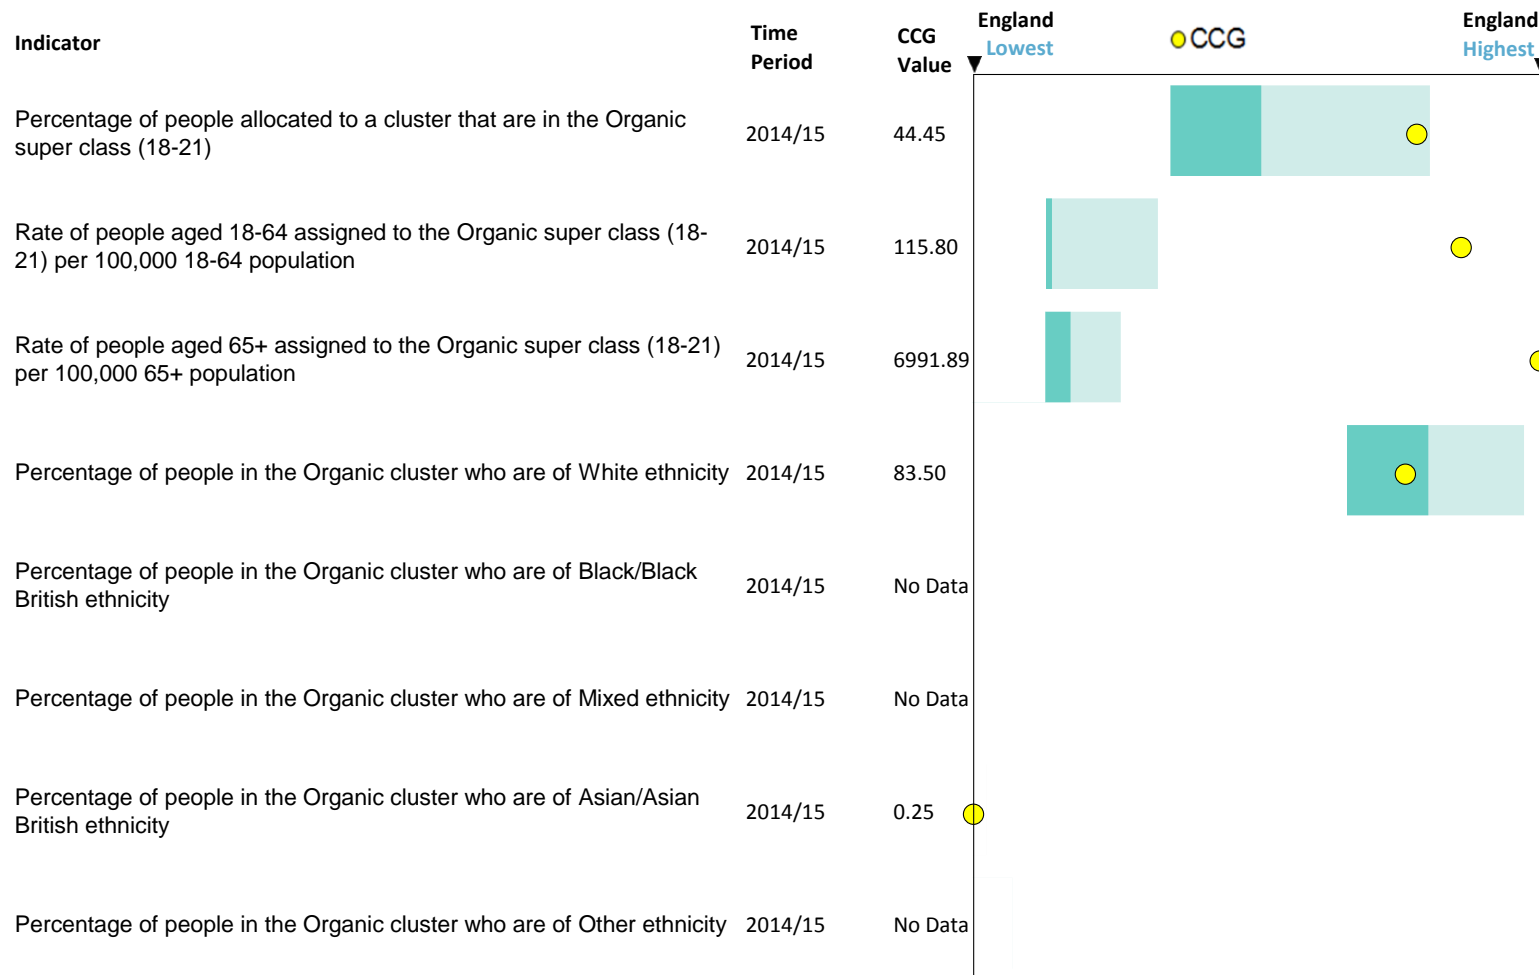 Indicator
Time
Period
CCG
Value
England
Lowest
CCG
England
Highest
Percentage of people allocated to a cluster that are in the Organic
super class (18-21)
2014/15
44.45
Rate of people aged 18-64 assigned to the Organic super class (18-
21) per 100,000 18-64 population
2014/15
115.80
Rate of people aged 65+ assigned to the Organic super class (18-21)
per 100,000 65+ population
2014/15
6991.89
Percentage of people in the Organic cluster who are of White ethnicity
2014/15
83.50
Percentage of people in the Organic cluster who are of Black/Black
British ethnicity
2014/15
No Data
Percentage of people in the Organic cluster who are of Mixed ethnicity
2014/15
No Data
Percentage of people in the Organic cluster who are of Asian/Asian
British ethnicity
2014/15
0.25
Percentage of people in the Organic cluster who are of Other ethnicity
2014/15
No Data